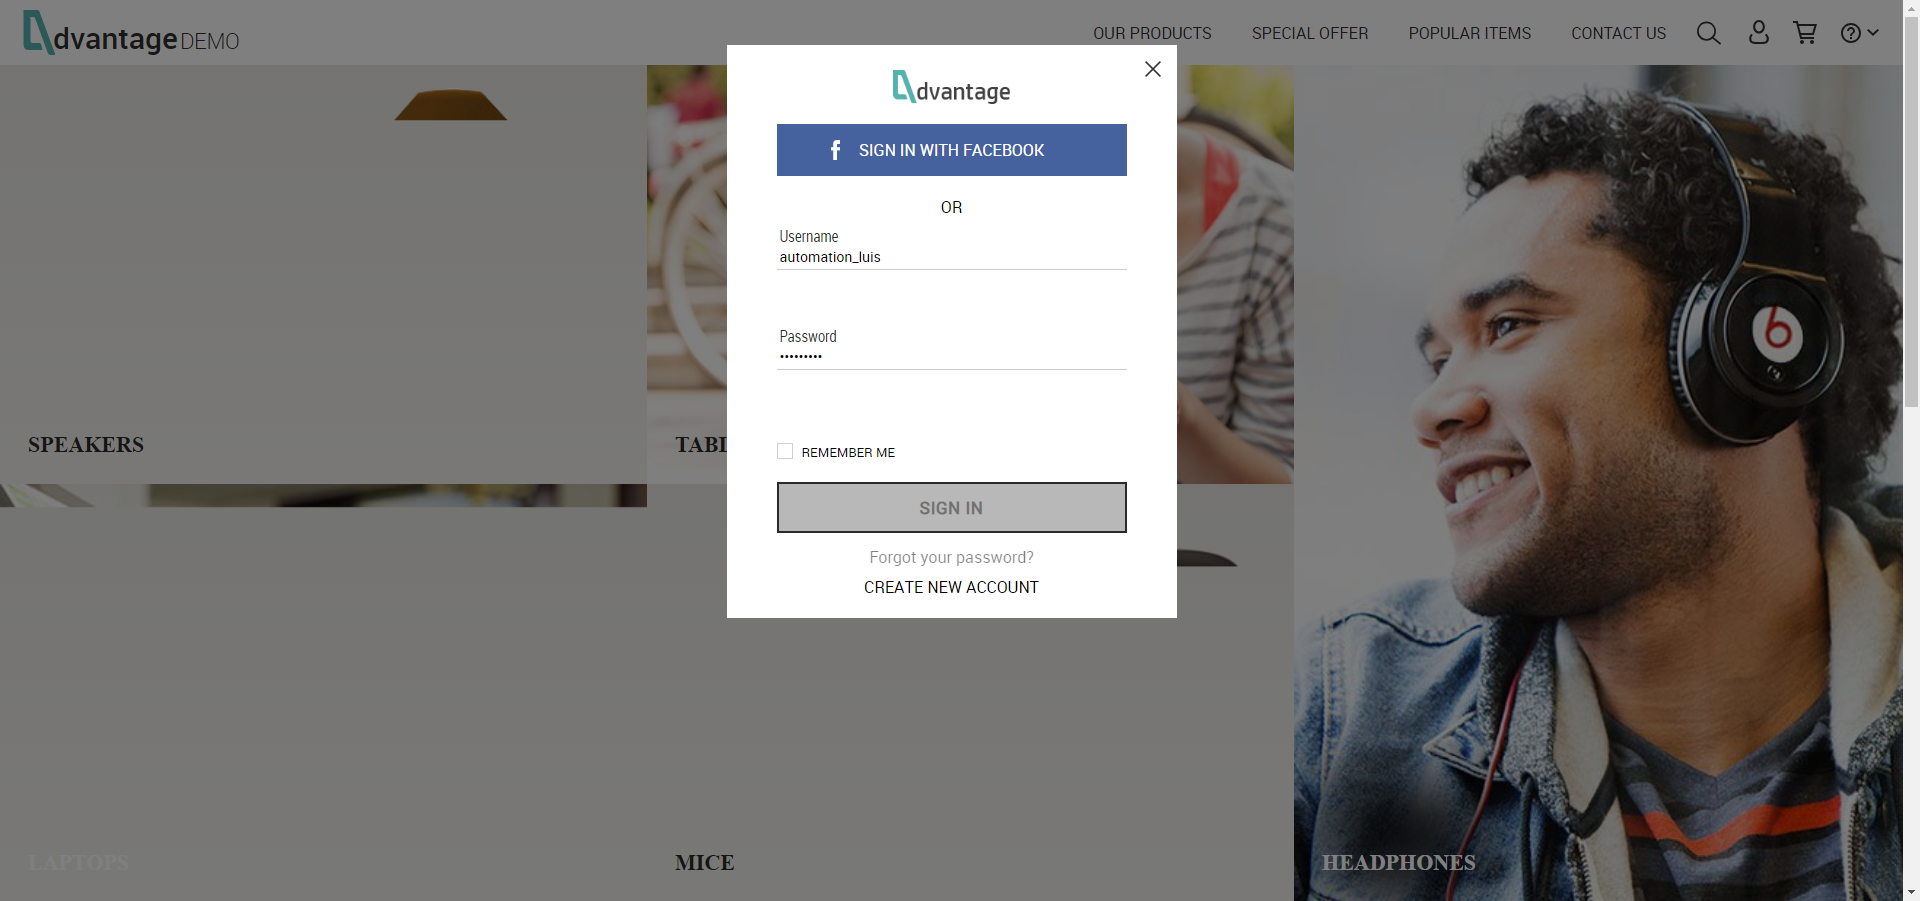 dvantage DEMO
OUR PRODUCTS SPECIAL OFFER POPULAR ITEMS CONTACT US
dvantage
SIGN IN WITH FACEBOOK
OR
Username
automation_luis
Password
•••••••••
REMEMBER ME
SIGN IN
Forgot your password?
CREATE NEW ACCOUNT
SPEAKERS
TABL
LAPTOPS
MICE
HEADPHONES